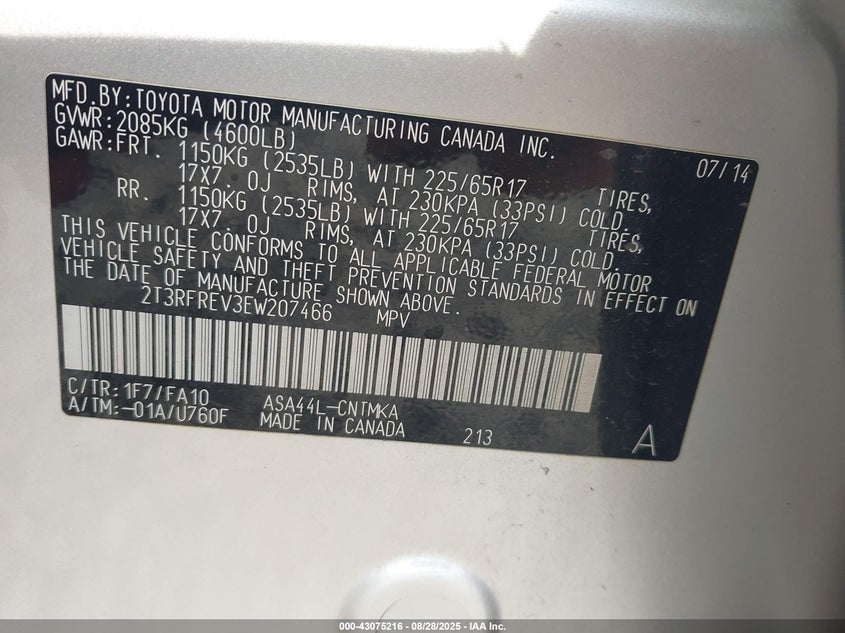 MFD.BY:TOYOTA MOTOR MANUFACTURING CANADA INC.
GVWR:2085KG (4600LB) 07/14
GAWR:FRT. 1150KG (2535LB) WITH 225/65R17 TIRES,
17X7.0J RIMS, AT 230KPA (33PSI) COLD.
RR. 1150KG (2535LB) WITH 225/65R17 TIRES,
17X7.0J RIMS, AT 230KPA (33PSI) COLD.
THIS VEHICLE CONFORMS TO ALL APPLICABLE FEDERAL MOTOR
VEHICLE SAFETY AND THEFT PREVENTION STANDARDS IN EFFECT ON
THE DATE OF MANUFACTURE SHOWN ABOVE.
2T3RFREV3EW207466 MPV
C/TR:1F7/FA10 ASA44L-CNTMKA
A/TM:-01A/U760F MADE IN CANADA 213 A
000-43075216 - 08/28/2025 - IAA Inc.